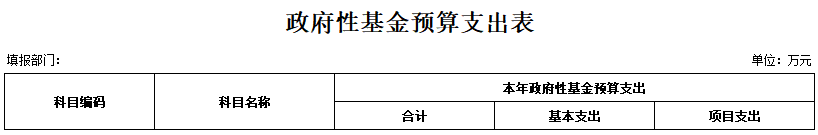 政府性基金预算支出表
填报部门： 单位：万元
科目编码 科目名称 本年政府性基金预算支出
合计 基本支出 项目支出